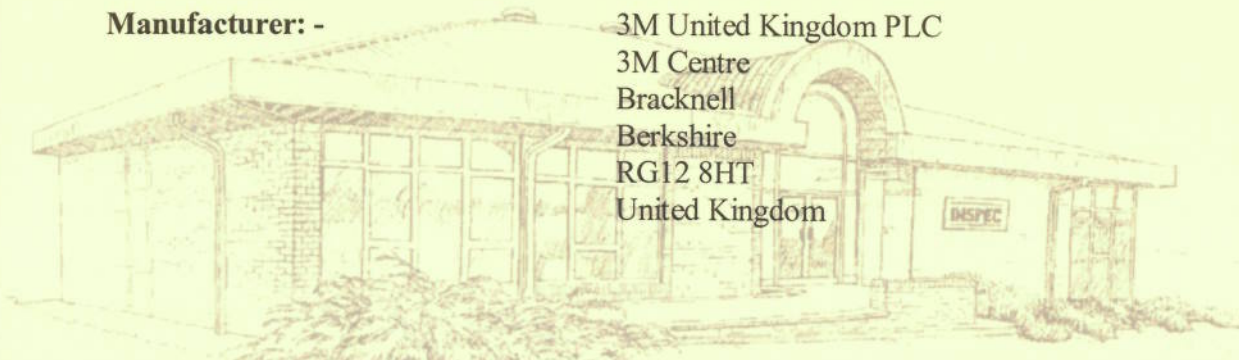 Manufacturer: - 3M United Kingdom PLC
3M Centre
Bracknell
Berkshire
RG12 8HT
United Kingdom
INSPEC